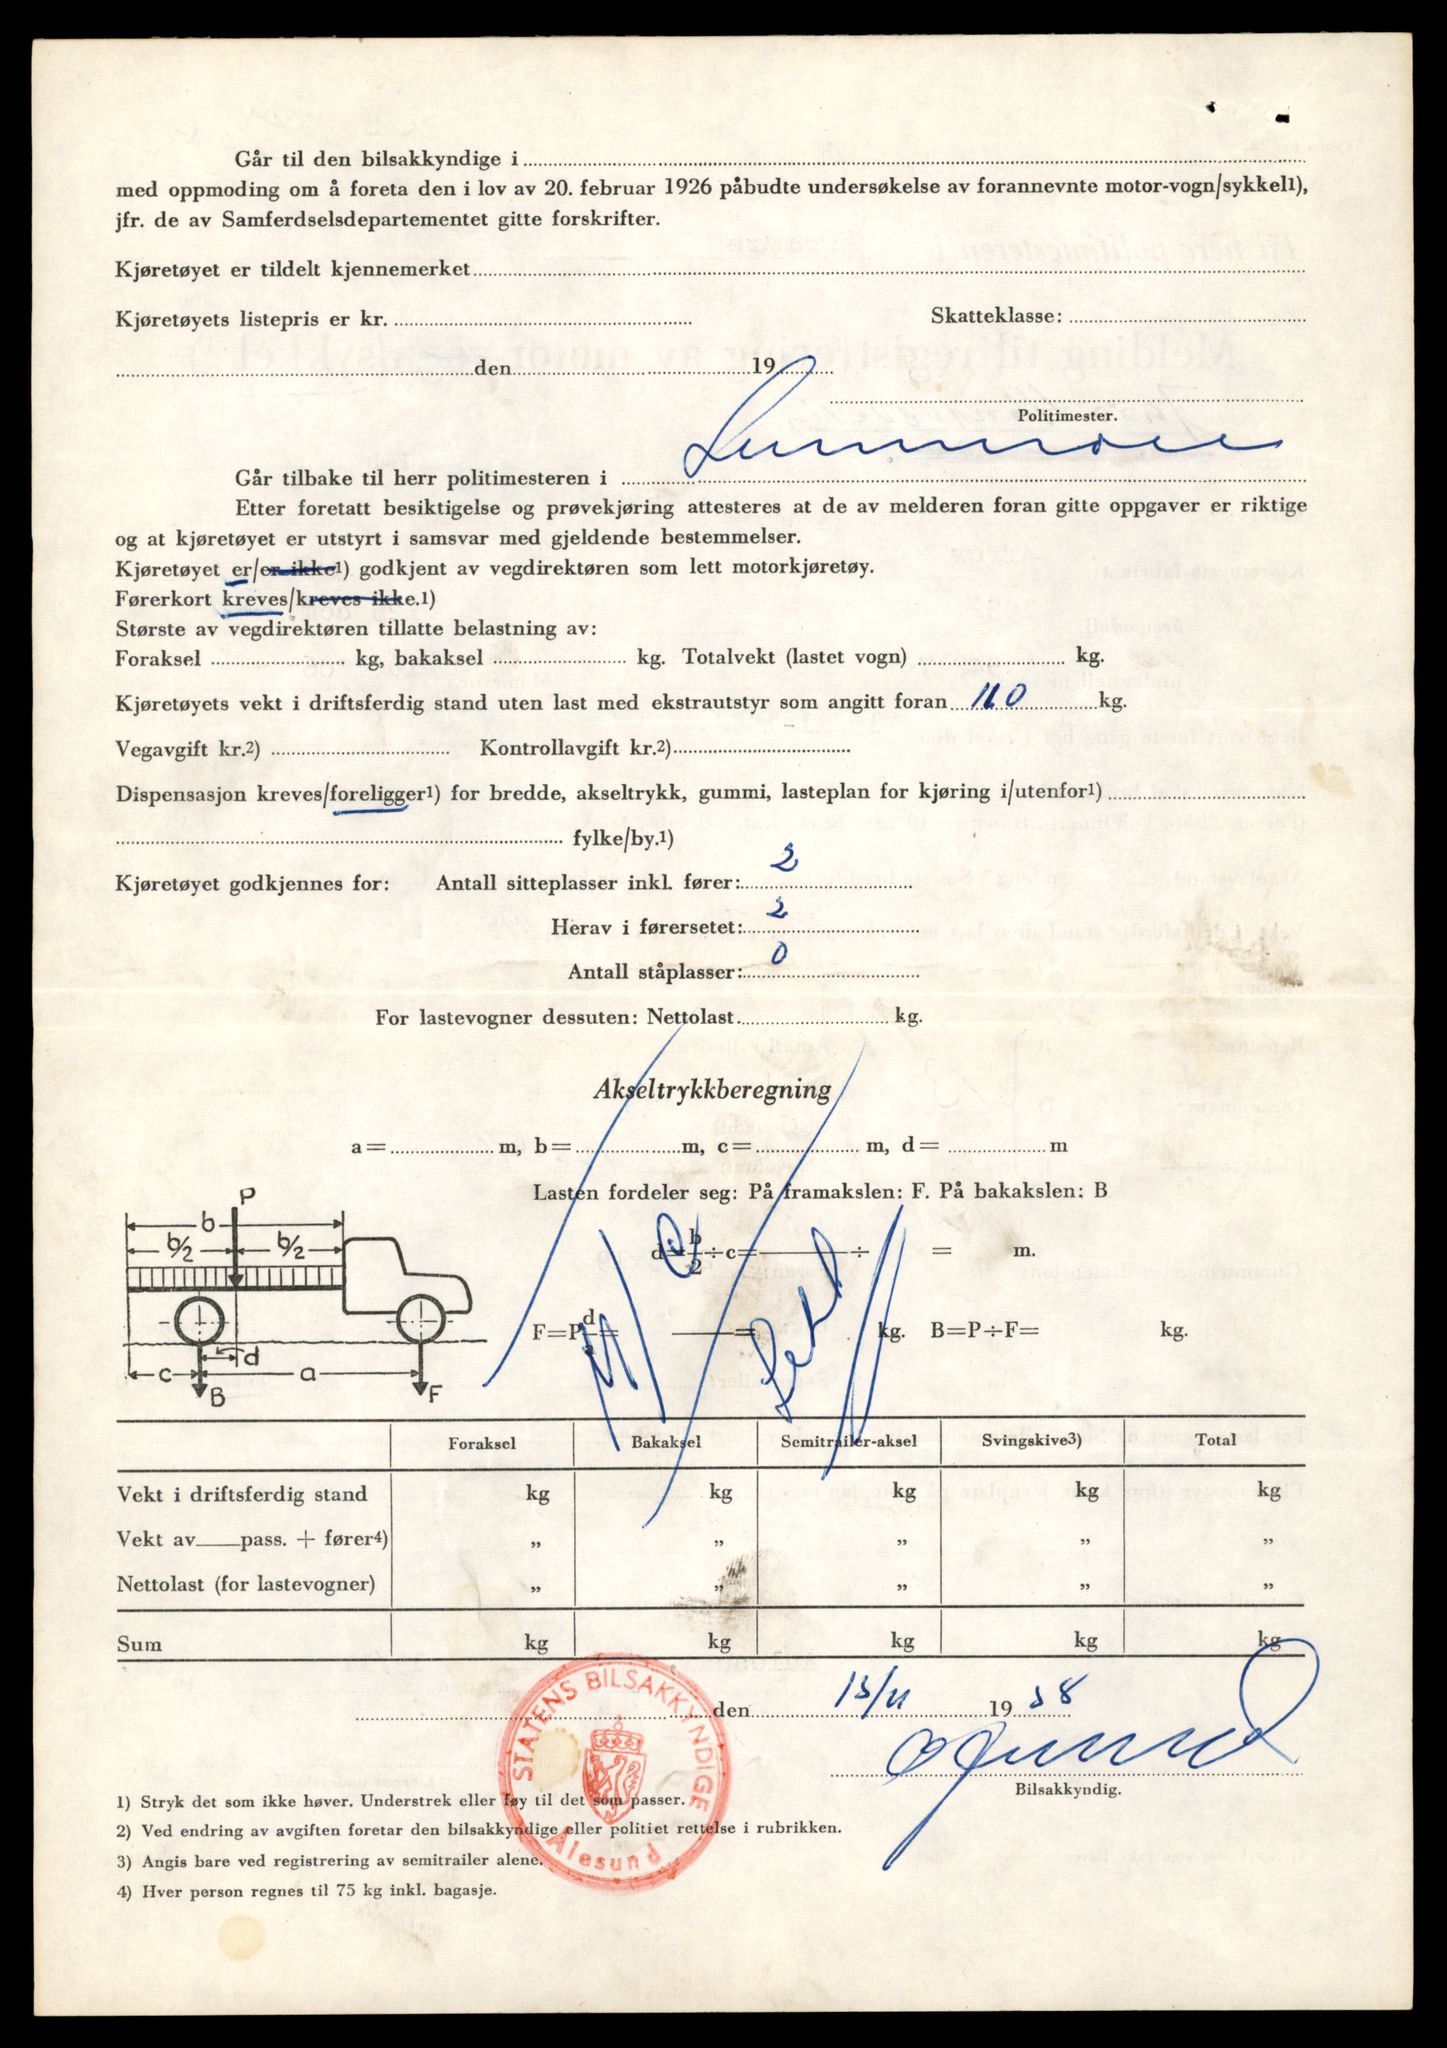 Går til den bilsakkyndige i
med oppmoding om å foreta den i lov av 20. februar 1926 påbudte undersøkelse av forannevnte motor-vogn/sykkel1),
jfr. de av Samferdselsdepartementet gitte forskrifter.
Kjøretøyet er tildelt kjennemerket
Kjøretøyets listepris er kr. Skatteklasse:
den 19
Politimester.
Går tilbake til herr politimesteren i
Etter foretatt besiktigelse og prøvekjøring attesteres at de av melderen foran gitte oppgaver er riktige
og at kjøretøyet er utstyrt i samsvar med gjeldende bestemmelser.
Kjøretøyet er/er ikke1) godkjent av vegdirektøren som lett motorkjøretøy.
Førerkort kreves/kreves ikke.1)
Største av vegdirektøren tillatte belastning av:
Foraksel kg, bakaksel kg. Totalvekt (lastet vogn) kg.
Kjøretøyets vekt i driftsferdig stand uten last med ekstrautstyr som angitt foran 110 kg.
Vegavgift kr.2) Kontrollavgift kr.2)
Dispensasjon kreves/foreligger1) for bredde, akseltrykk, gummi, lasteplan for kjøring i/utenfor1)
fylke/by.1)
Kjøretøyet godkjennes for: Antall sitteplasser inkl. fører: 2
Herav i førersetet: 2
Antall ståplasser: 0
For lastevogner dessuten: Nettolast kg.
Akseltrykkberegning
a= m, b= m, c= m, d= m
Lasten fordeler seg: På framakslen: F. På bakakslen: B
P
b
b/2 b/2
d=b/2÷c= ÷ = m.
F=P d/a= = kg. B=P÷F= kg.
c d a
B F
Foraksel Bakaksel Semitrailer-aksel Svingskive3) Total
Vekt i driftsferdig stand kg kg kg kg kg
Vekt av pass. + fører4) „ „ „ „ „
Nettolast (for lastevogner) „ „ „ „ „
Sum kg kg kg kg kg
den 13/11 19 58
Bilsakkyndig.
STATENS BILSAKKYNDIGE
Ålesund
1) Stryk det som ikke høver. Understrek eller føy til det som passer.
2) Ved endring av avgiften foretar den bilsakkyndige eller politiet rettelse i rubrikken.
3) Angis bare ved registrering av semitrailer alene.
4) Hver person regnes til 75 kg inkl. bagasje.